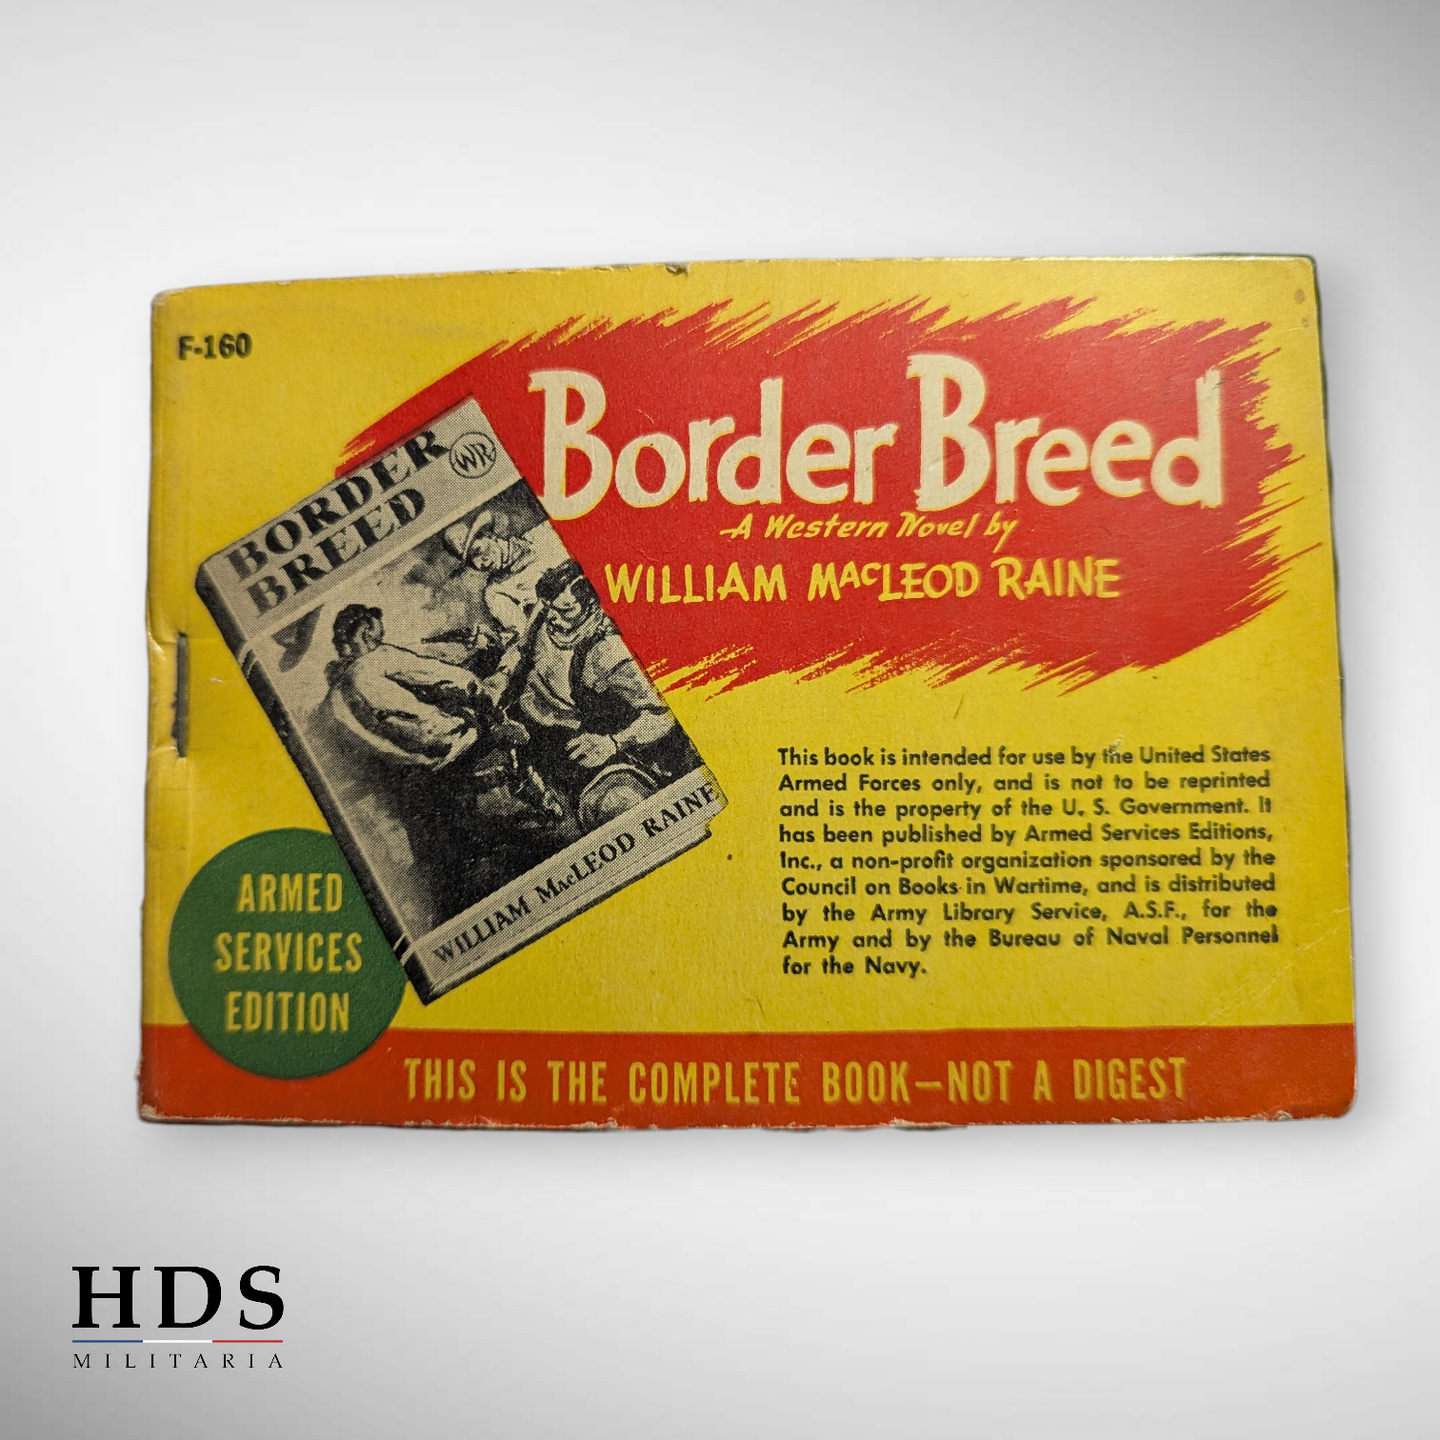 F-160
Border Breed
A Western Novel by
WILLIAM MACLEOD RAINE
BORDER
BREED
WR
WILLIAM MACLEOD RAINE
This book is intended for use by the United States
Armed Forces only, and is not to be reprinted
and is the property of the U. S. Government. It
has been published by Armed Services Editions,
Inc., a non-profit organization sponsored by the
Council on Books in Wartime, and is distributed
by the Army Library Service, A.S.F., for the
Army and by the Bureau of Naval Personnel
for the Navy.
ARMED
SERVICES
EDITION
THIS IS THE COMPLETE BOOK—NOT A DIGEST
HDS
MILITARIA